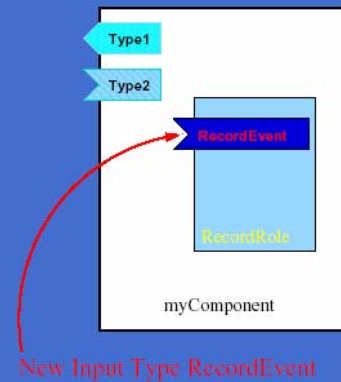 Type1
Type2
RecordEvent
RecordRole
myComponent
New Input Type RecordEvent